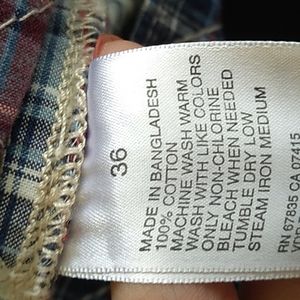 36
MADE IN BANGLADESH
100% COTTON
MACHINE WASH WARM
WASH WITH LIKE COLORS
ONLY NON-CHLORINE
BLEACH WHEN NEEDED
TUMBLE DRY LOW
STEAM IRON MEDIUM
RN 67835 CA 07415